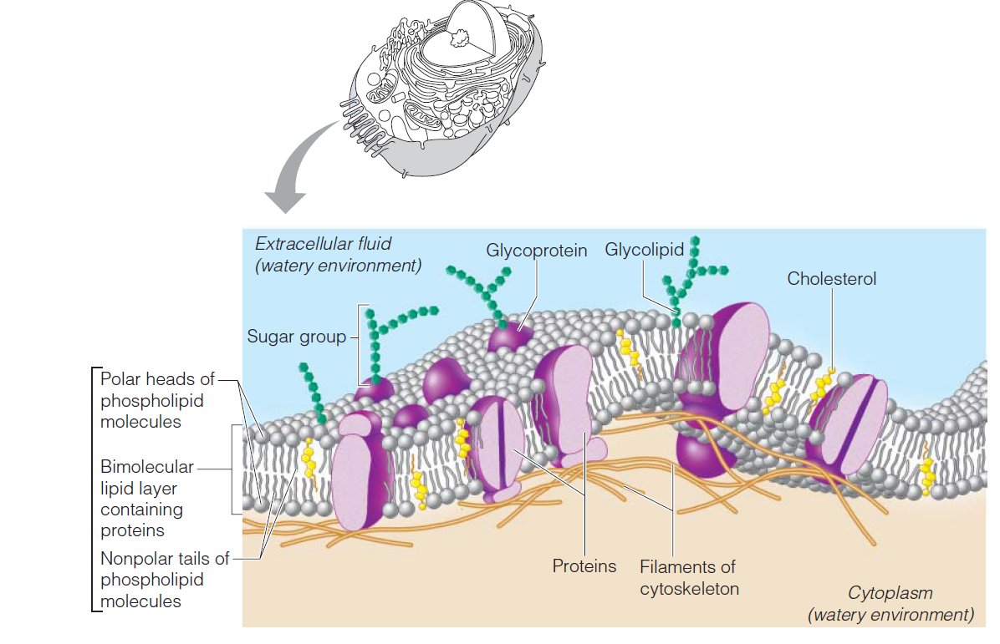 Extracellular fluid
(watery environment)
Glycoprotein
Glycolipid
Cholesterol
Sugar group
Polar heads of
phospholipid
molecules
Bimolecular
lipid layer
containing
proteins
Nonpolar tails of
phospholipid
molecules
Proteins
Filaments of
cytoskeleton
Cytoplasm
(watery environment)